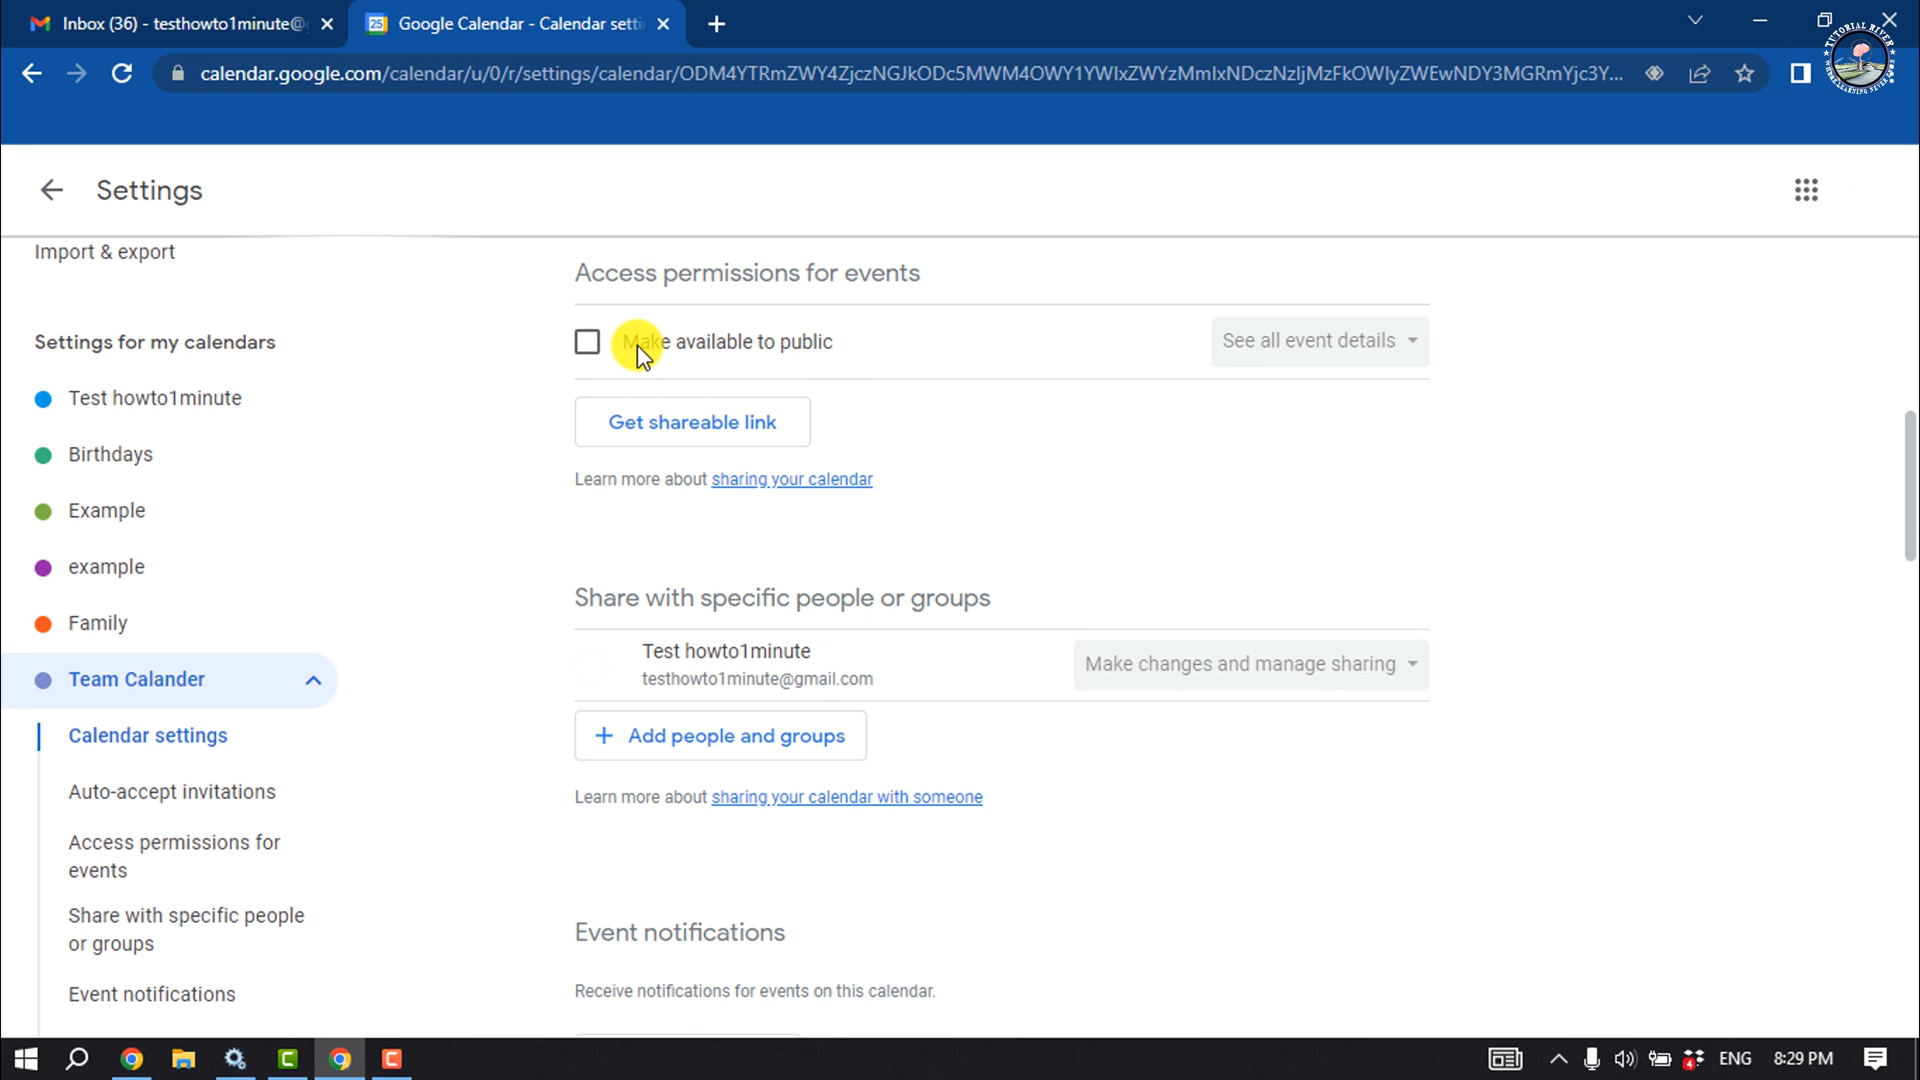 Inbox (36) - testhowto1minute@
Google Calendar - Calendar setti
calendar.google.com/calendar/u/0/r/settings/calendar/ODM4YTRmZWY4ZjczNGJkODc5MWM4OWY1YWIxZWYzMmIxNDczNzljMzFkOWIyZWEwNDY3MGRmYjc3Y...
TUTORIAL RIVER
Settings
Import & export
Settings for my calendars
Test howto1minute
Birthdays
Example
example
Family
Team Calander
Calendar settings
Auto-accept invitations
Access permissions for
events
Share with specific people
or groups
Event notifications
Access permissions for events
Make available to public
See all event details
Get shareable link
Learn more about sharing your calendar
Share with specific people or groups
Test howto1minute
testhowto1minute@gmail.com
Make changes and manage sharing
+ Add people and groups
Learn more about sharing your calendar with someone
Event notifications
Receive notifications for events on this calendar.
4
ENG
8:29 PM